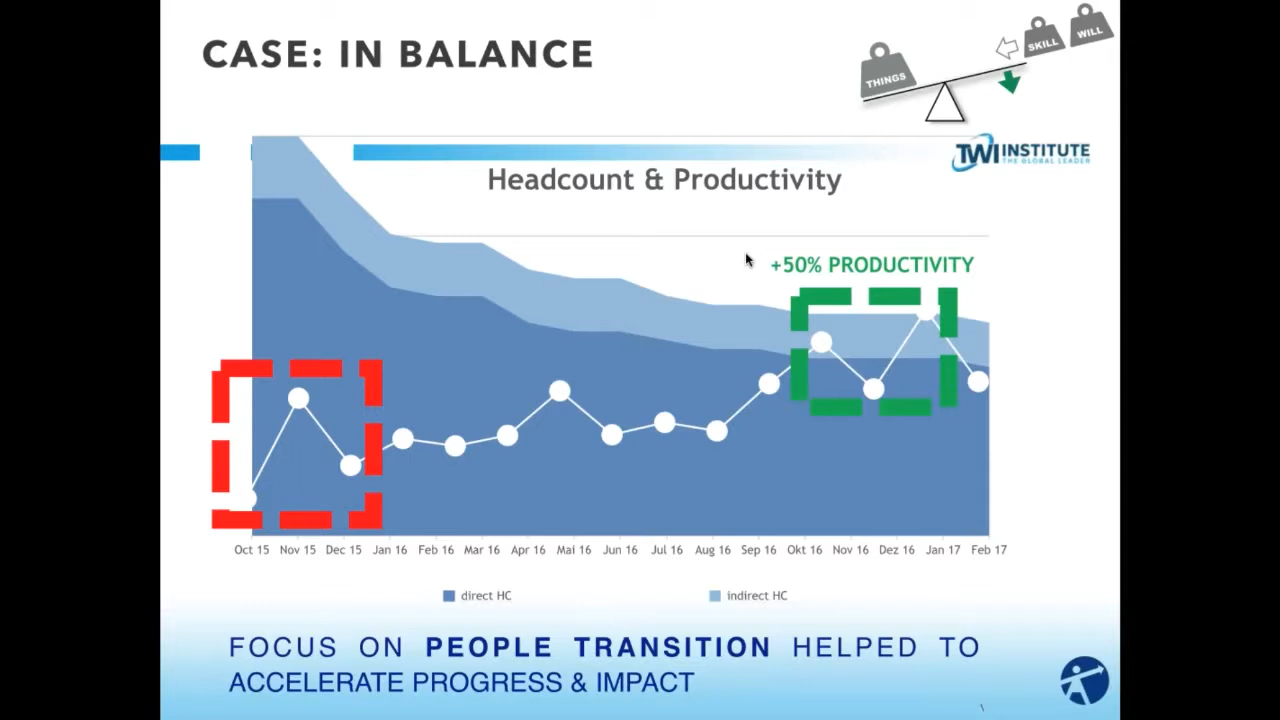 CASE: IN BALANCE
THINGS
SKILL
WILL
TWI INSTITUTE
THE GLOBAL LEADER
Headcount & Productivity
+50% PRODUCTIVITY
Oct 15 Nov 15 Dec 15 Jan 16 Feb 16 Mar 16 Apr 16 Mai 16 Jun 16 Jul 16 Aug 16 Sep 16 Okt 16 Nov 16 Dez 16 Jan 17 Feb 17
direct HC indirect HC
FOCUS ON PEOPLE TRANSITION HELPED TO
ACCELERATE PROGRESS & IMPACT